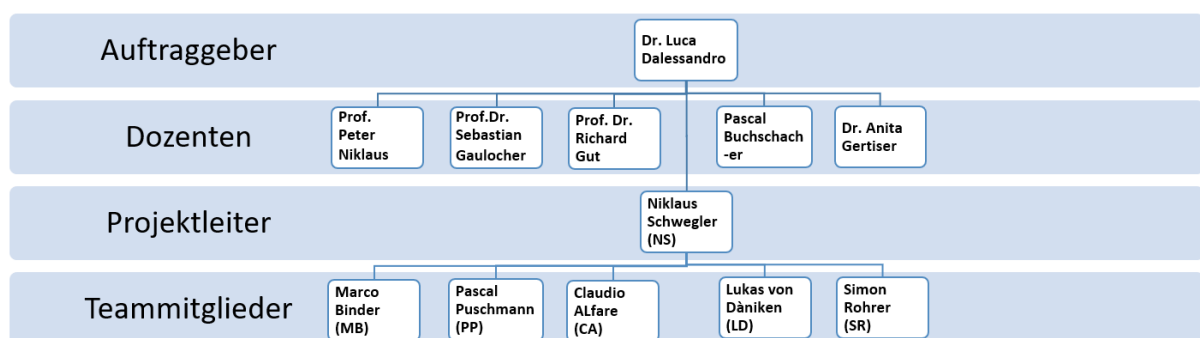 Auftraggeber
Dr. Luca
Dalessandro
Dozenten
Prof.
Peter
Niklaus
Prof.Dr.
Sebastian
Gaulocher
Prof. Dr.
Richard
Gut
Pascal
Buchschach
-er
Dr. Anita
Gertiser
Projektleiter
Niklaus
Schwegler
(NS)
Teammitglieder
Marco
Binder
(MB)
Pascal
Puschmann
(PP)
Claudio
ALfare
(CA)
Lukas von
Dàniken
(LD)
Simon
Rohrer
(SR)